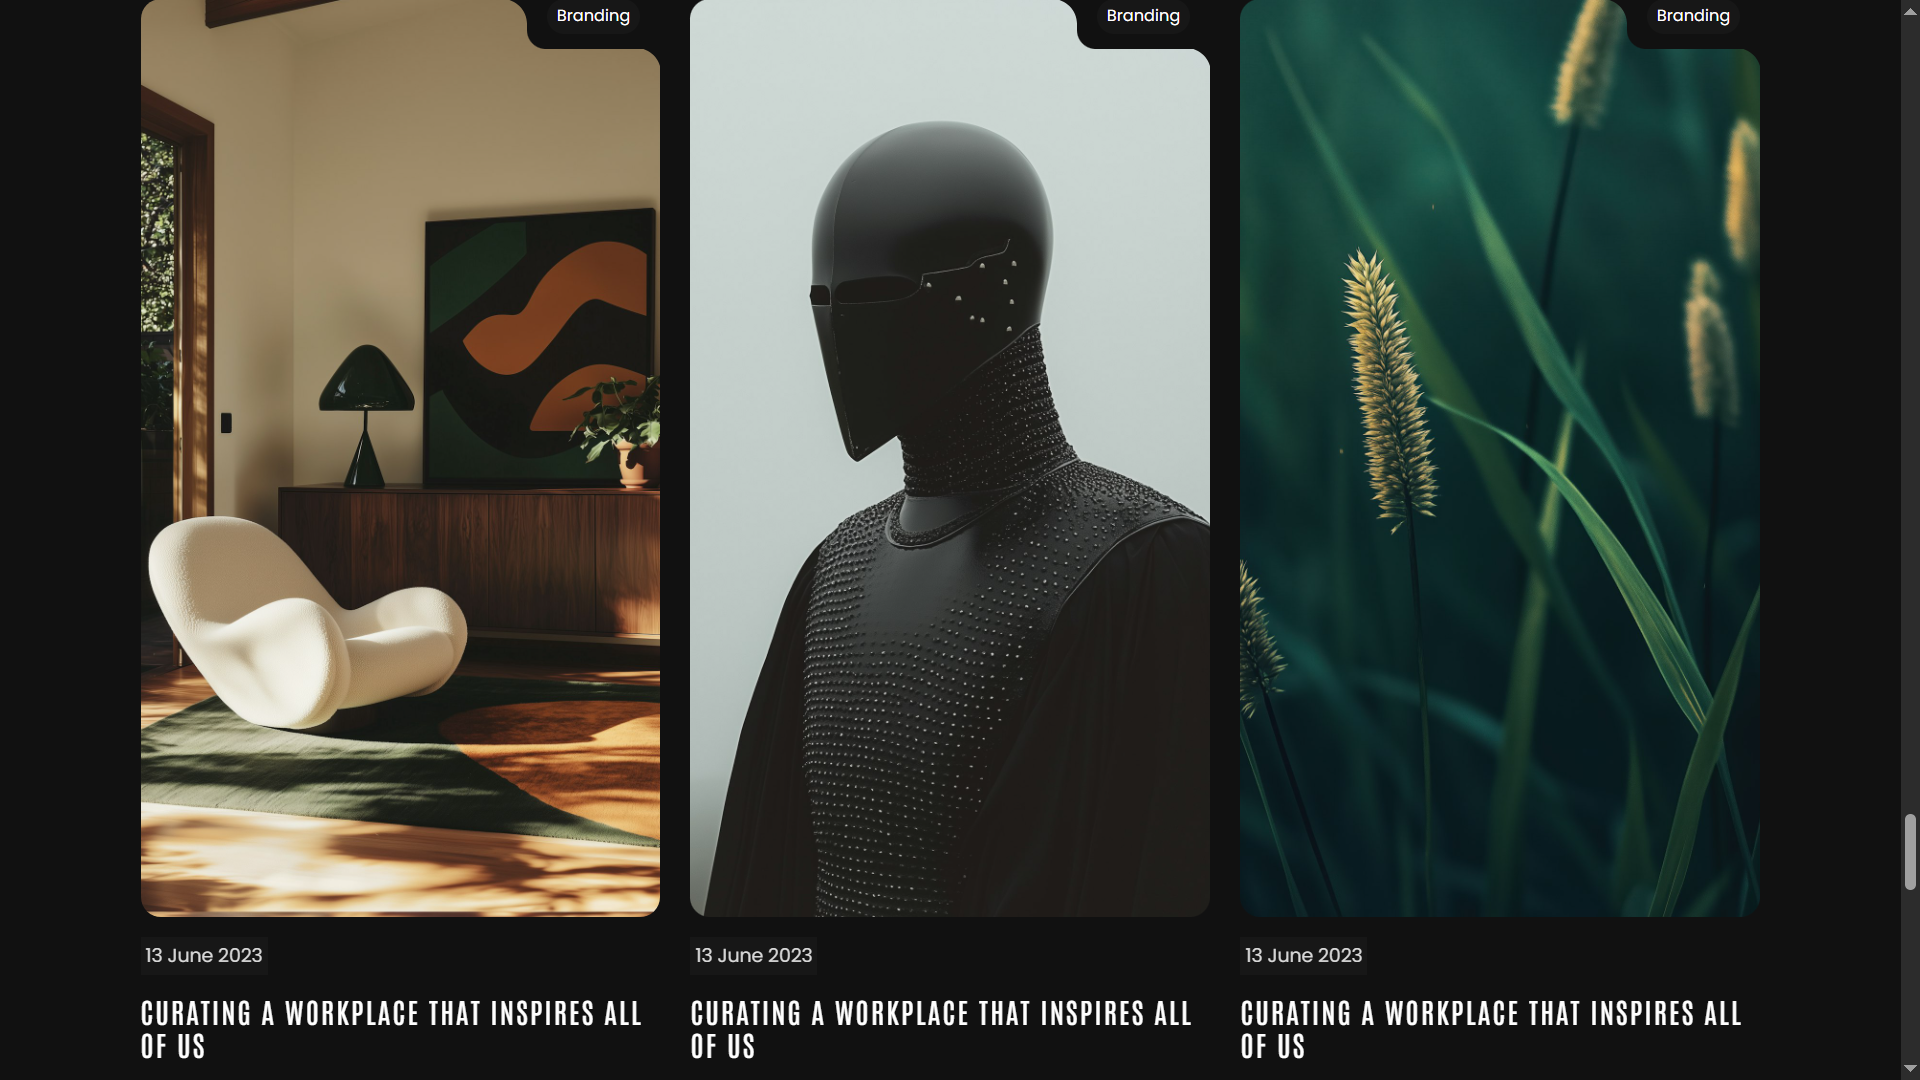 Branding
Branding
Branding
13 June 2023
13 June 2023
13 June 2023
CURATING A WORKPLACE THAT INSPIRES ALL
OF US
CURATING A WORKPLACE THAT INSPIRES ALL
OF US
CURATING A WORKPLACE THAT INSPIRES ALL
OF US